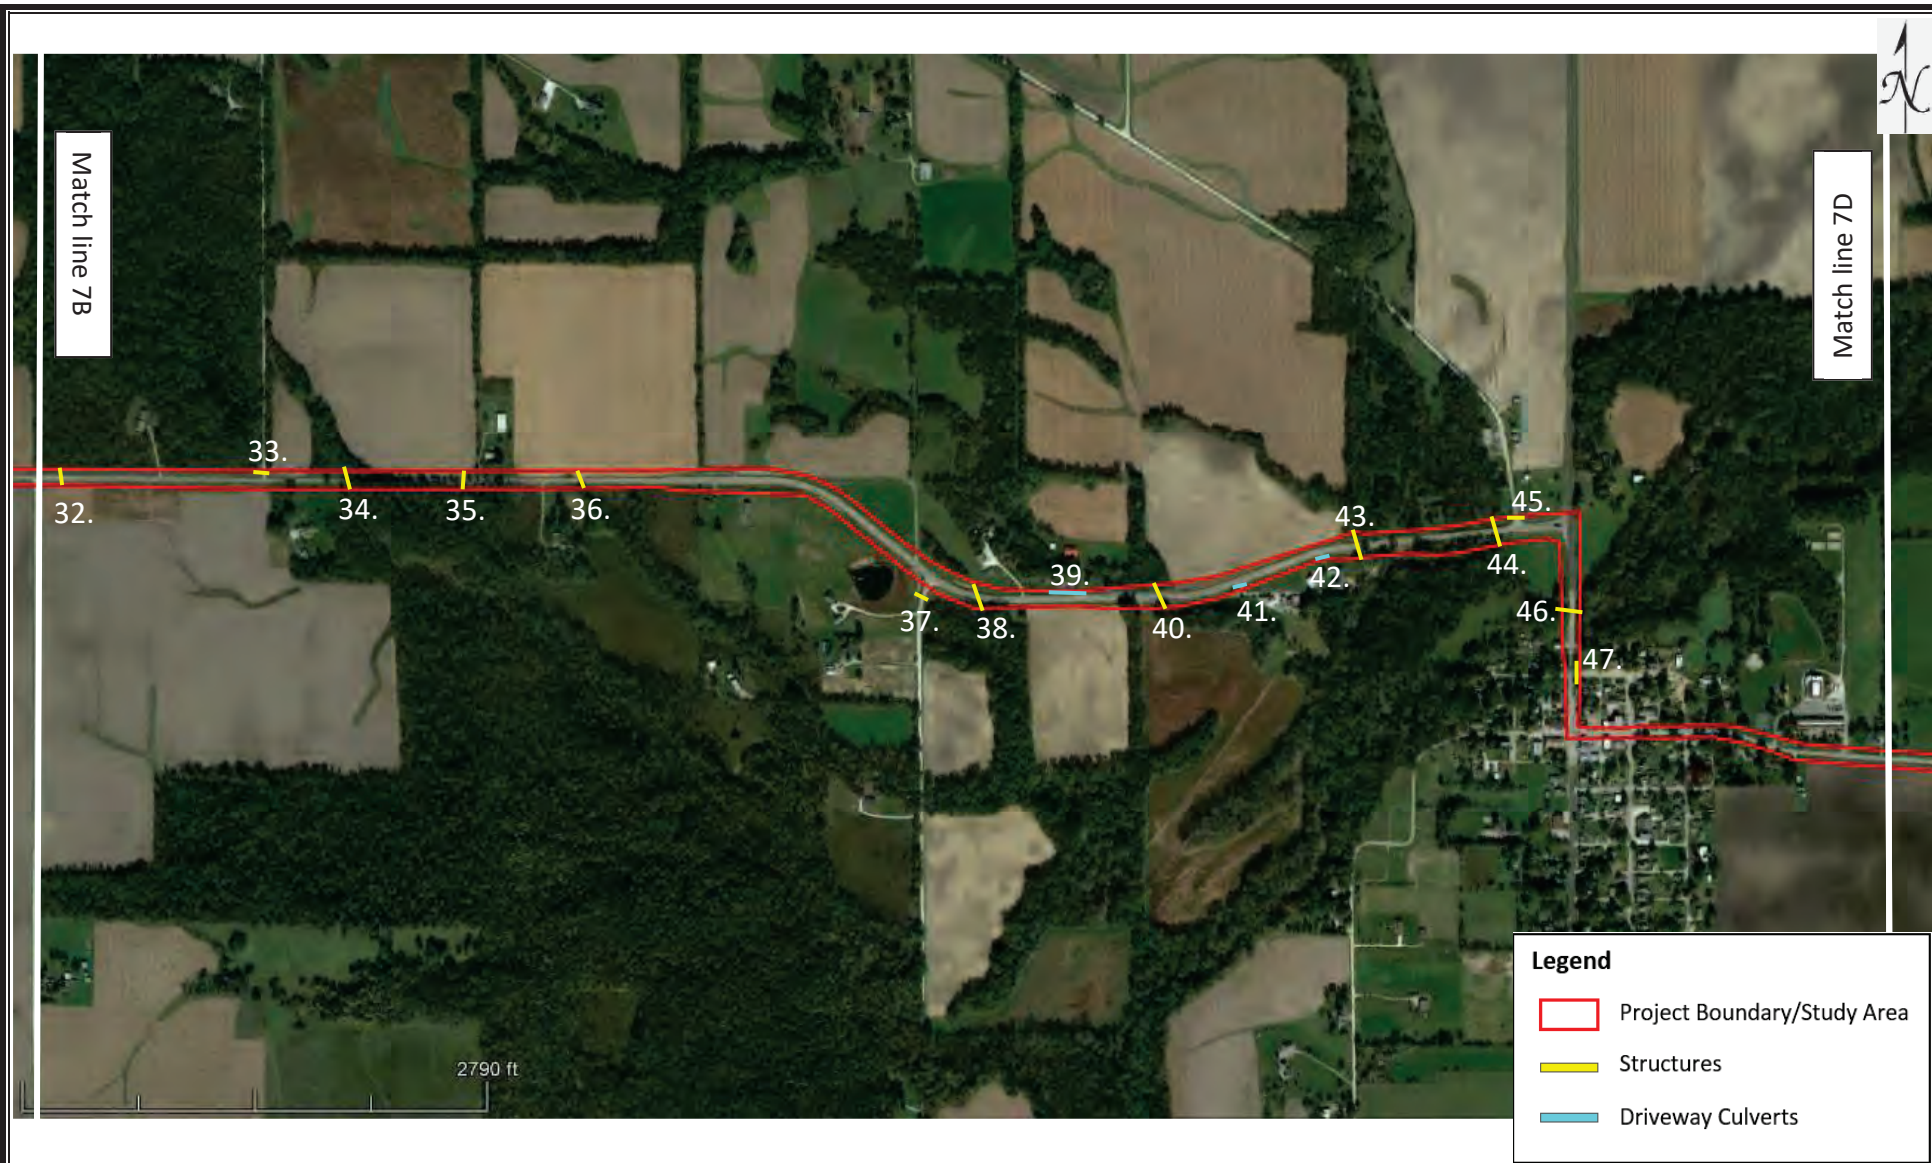 N
Match line 7B
Match line 7D
32.
33.
34.
35.
36.
37.
38.
39.
40.
41.
42.
43.
44.
45.
46.
47.
2790 ft
Legend
Project Boundary/Study Area
Structures
Driveway Culverts